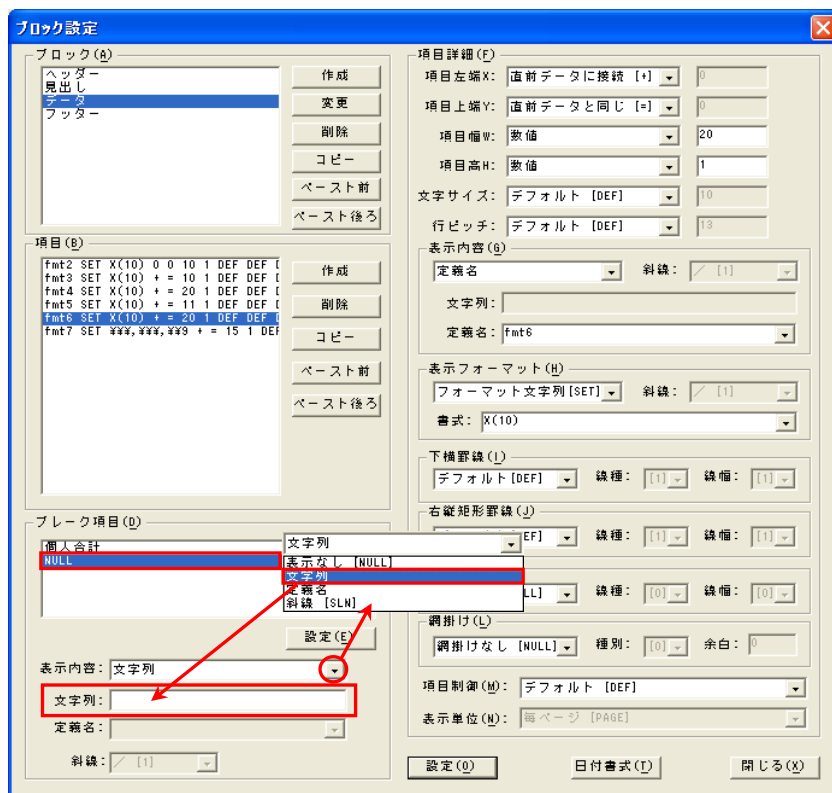 ブロック設定
ブロック(A)
ヘッダー
見出し
データ
フッター
作成
変更
削除
コピー
ペースト前
ペースト後ろ
項目(B)
fmt2 SET X(10) 0 0 10 1 DEF DEF [
fmt3 SET X(10) + = 10 1 DEF DEF [
fmt4 SET X(10) + = 20 1 DEF DEF [
fmt5 SET X(10) + = 11 1 DEF DEF [
fmt6 SET X(10) + = 20 1 DEF DEF [
fmt7 SET ¥¥¥,¥¥¥,¥¥9 + = 15 1 DEF
作成
削除
コピー
ペースト前
ペースト後ろ
ブレーク項目(D)
個人合計
NULL
文字列
表示なし [NULL]
文字列
定義名
斜線 [SLN]
設定(E)
表示内容: 文字列
文字列:
定義名:
斜線: ／ [1]
項目詳細(F)
項目左端X: 直前データに接続 [+] 0
項目上端Y: 直前データと同じ [=] 0
項目幅W: 数値 20
項目高H: 数値 1
文字サイズ: デフォルト [DEF] 10
行ピッチ: デフォルト [DEF] 13
表示内容(G)
定義名 斜線: ／ [1]
文字列:
定義名: fmt6
表示フォーマット(H)
フォーマット文字列[SET] 斜線: ／ [1]
書式: X(10)
下横罫線(I)
デフォルト[DEF] 線種: [1] 線幅: [1]
右縦矩形罫線(J)
EF] 線種: [1] 線幅: [1]
LL] 線種: [0] 線幅: [0]
網掛け(L)
網掛けなし [NULL] 種別: [0] 余白: 0
項目制御(M): デフォルト [DEF]
表示単位(N): 毎ページ [PAGE]
設定(O) 日付書式(T) 閉じる(X)